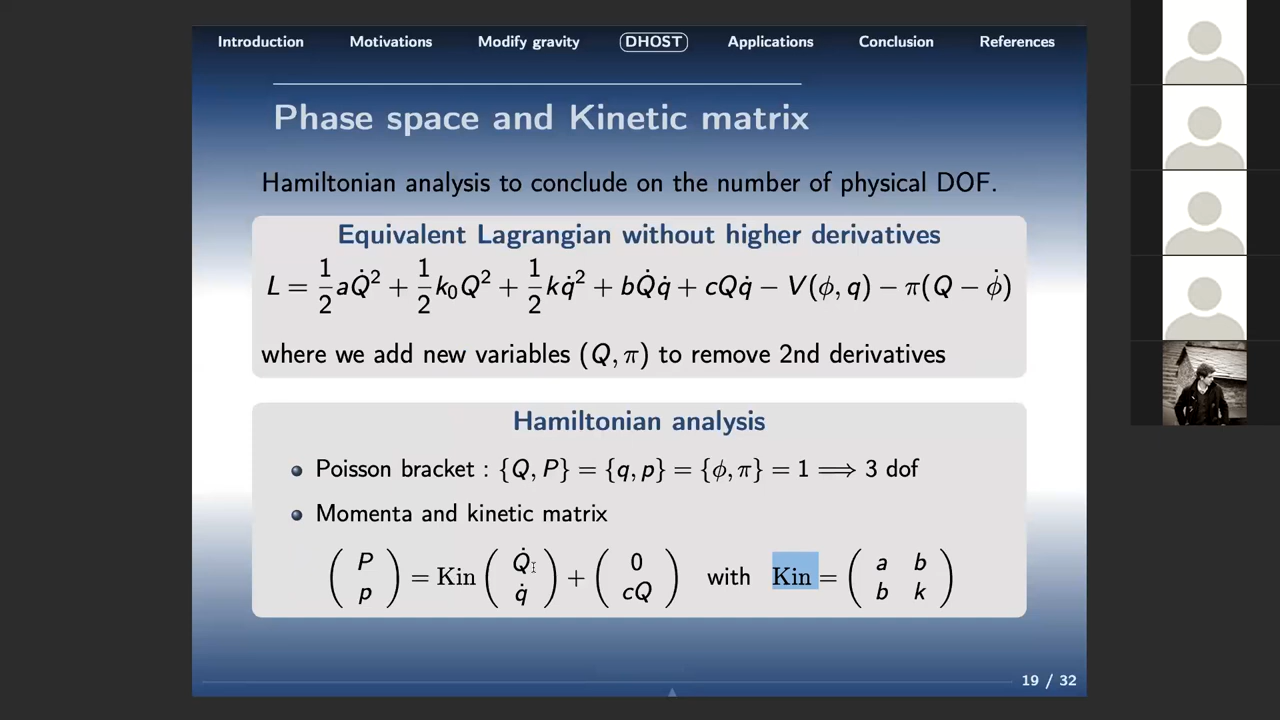 Introduction Motivations Modify gravity DHOST Applications Conclusion References
Phase space and Kinetic matrix
Hamiltonian analysis to conclude on the number of physical DOF.
Equivalent Lagrangian without higher derivatives
L = 1/2 aQ̇² + 1/2 k₀Q² + 1/2 kq̇² + bQ̇q̇ + cQq̇ − V(ϕ, q) − π(Q − ϕ̇)
where we add new variables (Q, π) to remove 2nd derivatives
Hamiltonian analysis
Poisson bracket : {Q, P} = {q, p} = {ϕ, π} = 1 ⟹ 3 dof
Momenta and kinetic matrix
( P p ) = Kin ( Q̇ q̇ ) + ( 0 cQ ) with Kin = ( a b b k )
19 / 32